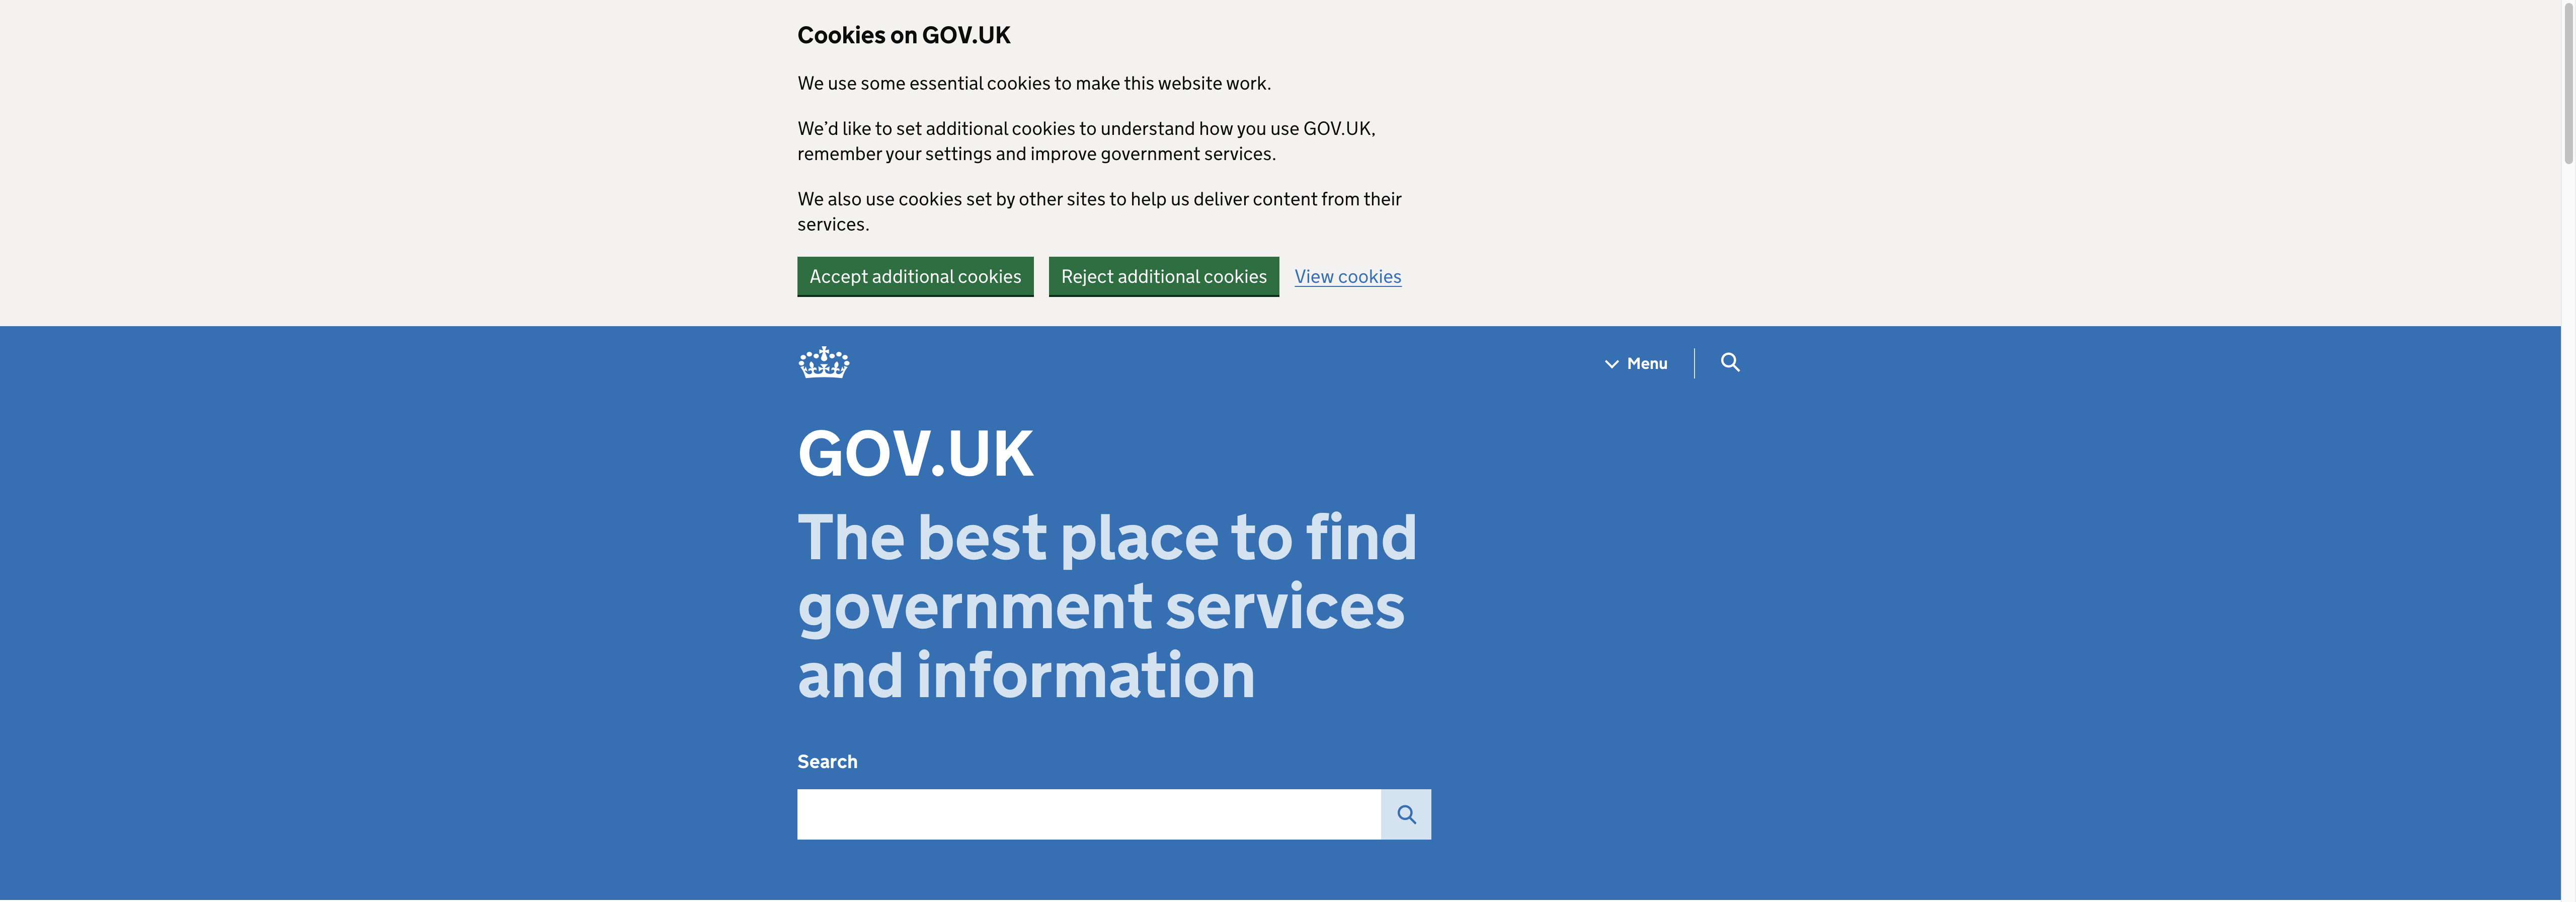 Cookies on GOV.UK
We use some essential cookies to make this website work.
We’d like to set additional cookies to understand how you use GOV.UK,
remember your settings and improve government services.
We also use cookies set by other sites to help us deliver content from their
services.
Accept additional cookies Reject additional cookies View cookies
Menu
GOV.UK
The best place to find
government services
and information
Search